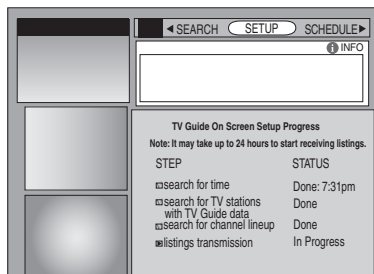 SEARCH SETUP SCHEDULE
INFO
TV Guide On Screen Setup Progress
Note: It may take up to 24 hours to start receiving listings.
STEP STATUS
search for time Done: 7:31pm
search for TV stations Done
with TV Guide data
search for channel lineup Done
listings transmission In Progress